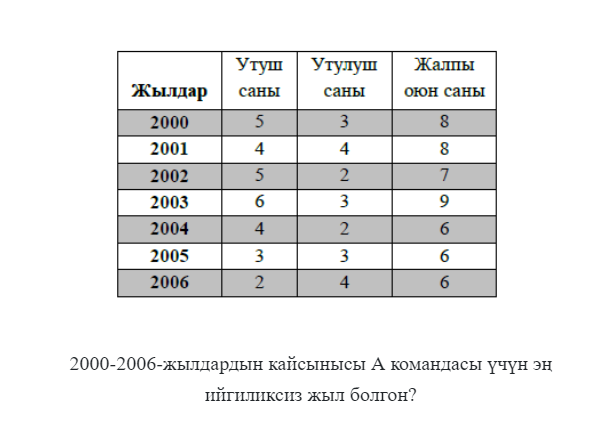 Жылдар Утуш саны Утулуш саны Жалпы оюн саны
2000 5 3 8
2001 4 4 8
2002 5 2 7
2003 6 3 9
2004 4 2 6
2005 3 3 6
2006 2 4 6
2000-2006-жылдардын кайсынысы А командасы үчүн эң
ийгиликсиз жыл болгон?